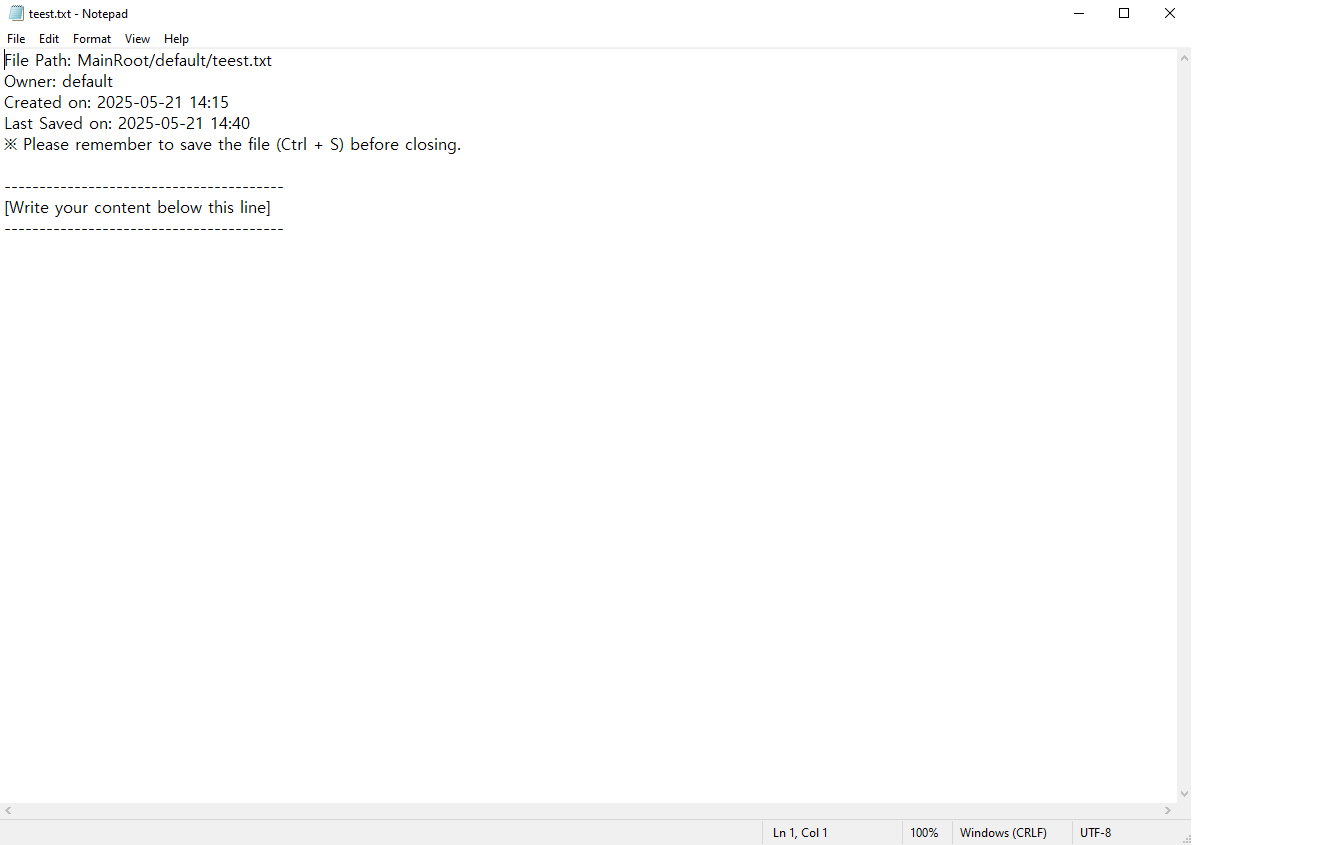 teest.txt - Notepad
File Edit Format View Help
File Path: MainRoot/default/teest.txt
Owner: default
Created on: 2025-05-21 14:15
Last Saved on: 2025-05-21 14:40
※ Please remember to save the file (Ctrl + S) before closing.
----------------------------------------
[Write your content below this line]
----------------------------------------
Ln 1, Col 1 100% Windows (CRLF) UTF-8